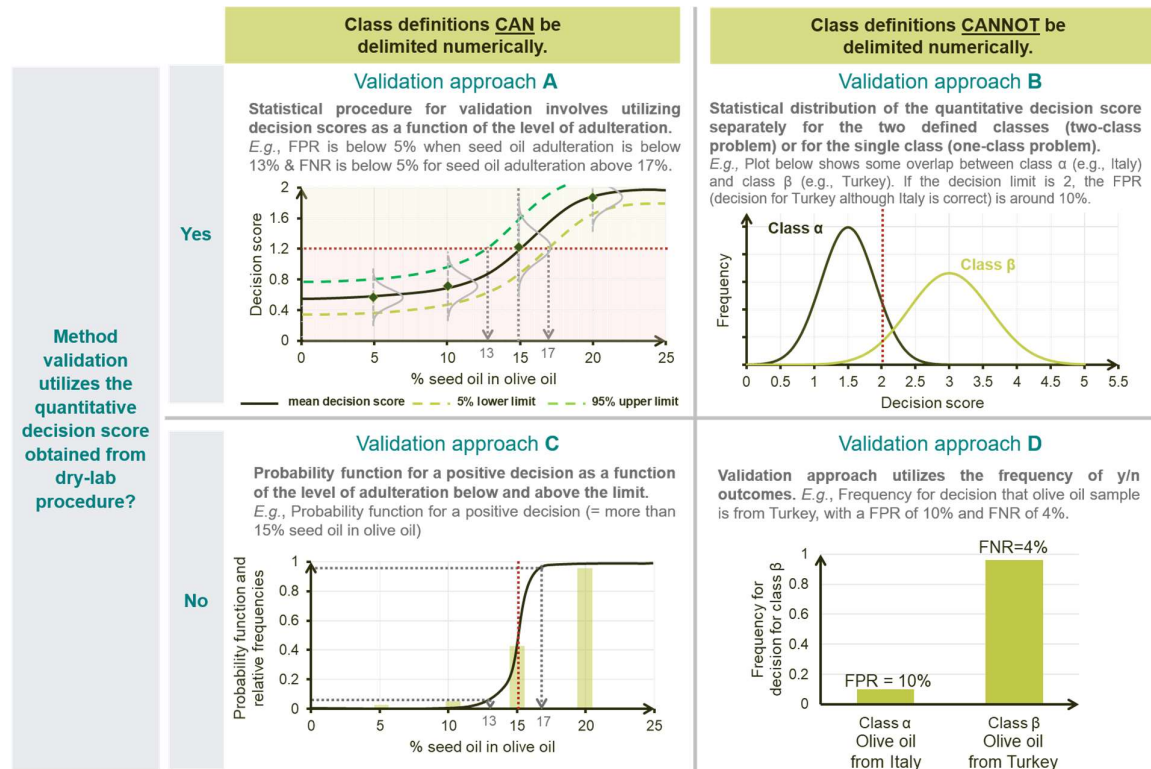 Class definitions CAN be
delimited numerically.
Class definitions CANNOT be
delimited numerically.
Method
validation
utilizes the
quantitative
decision score
obtained from
dry-lab
procedure?
Yes
Validation approach A
Statistical procedure for validation involves utilizing
decision scores as a function of the level of adulteration.
E.g., FPR is below 5% when seed oil adulteration is below
13% & FNR is below 5% for seed oil adulteration above 17%.
Decision score
2
1.6
1.2
0.8
0.4
0
0
5
10
13
15
17
20
25
% seed oil in olive oil
mean decision score
5% lower limit
95% upper limit
Validation approach B
Statistical distribution of the quantitative decision score
separately for the two defined classes (two-class
problem) or for the single class (one-class problem).
E.g., Plot below shows some overlap between class α (e.g., Italy)
and class β (e.g., Turkey). If the decision limit is 2, the FPR
(decision for Turkey although Italy is correct) is around 10%.
Class α
Class β
Frequency
0 0.5 1 1.5 2 2.5 3 3.5 4 4.5 5 5.5
Decision score
No
Validation approach C
Probability function for a positive decision as a function
of the level of adulteration below and above the limit.
E.g., Probability function for a positive decision (= more than
15% seed oil in olive oil)
Probability function and
relative frequencies
1
0.8
0.6
0.4
0.2
0
0
5
10
13
15
17
20
25
% seed oil in olive oil
Validation approach D
Validation approach utilizes the frequency of y/n
outcomes. E.g., Frequency for decision that olive oil sample
is from Turkey, with a FPR of 10% and FNR of 4%.
Frequency for
decision for class β
FNR=4%
1
0.8
0.6
0.4
0.2
0
FPR = 10%
Class α
Olive oil
from Italy
Class β
Olive oil
from Turkey